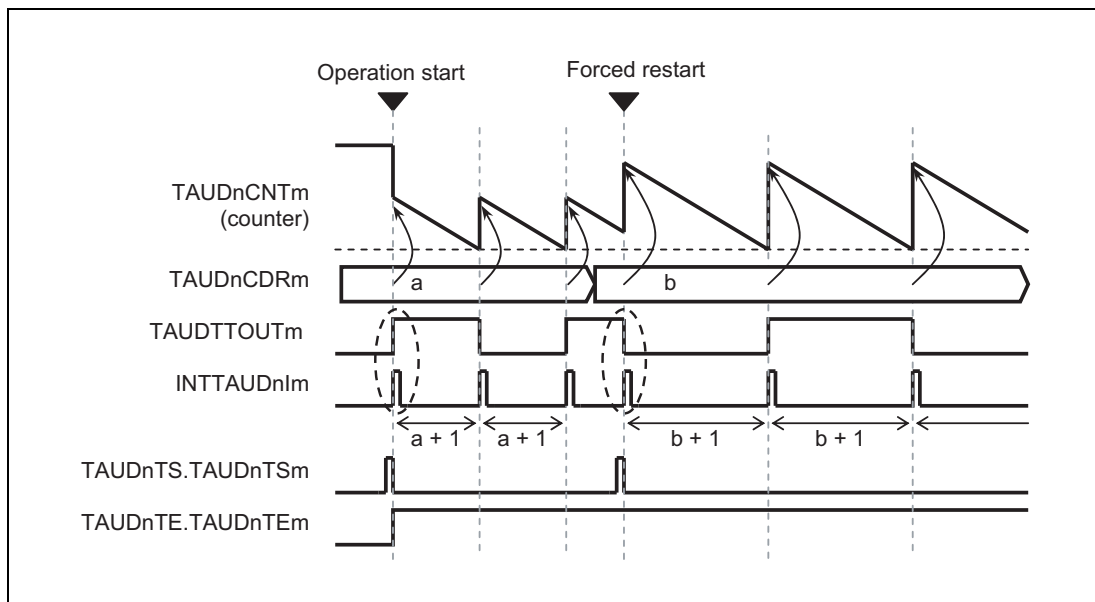 Operation start
Forced restart
TAUDnCNTm
(counter)
TAUDnCDRm
a
b
TAUDTTOUTm
INTTAUDnIm
a + 1
a + 1
b + 1
b + 1
TAUDnTS.TAUDnTSm
TAUDnTE.TAUDnTEm